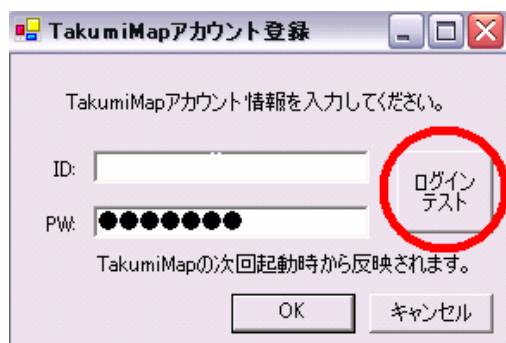 TakumiMapアカウント登録
TakumiMapアカウント情報を入力してください。
ID:
ログイン
テスト
PW: ●●●●●●●
TakumiMapの次回起動時から反映されます。
OK キャンセル